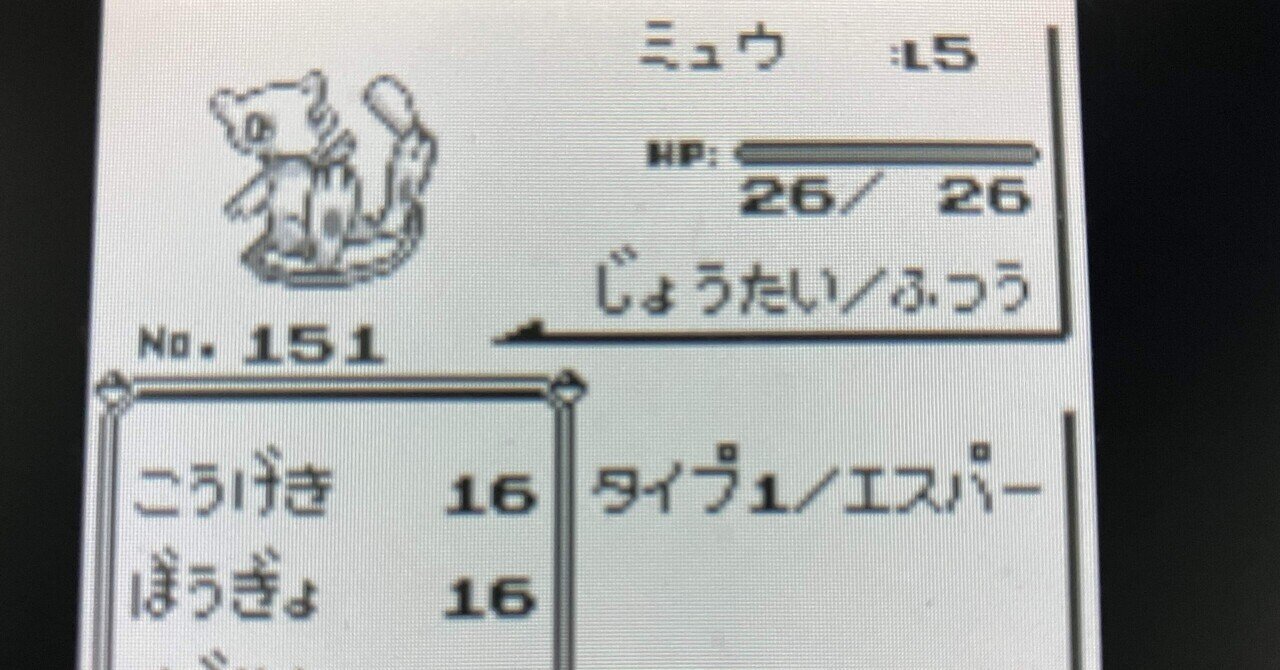 ミュウ :L5
HP:
26/ 26
じょうたい/ふつう
No. 151
こうげき 16
ぼうぎょ 16
タイプ1/エスパー